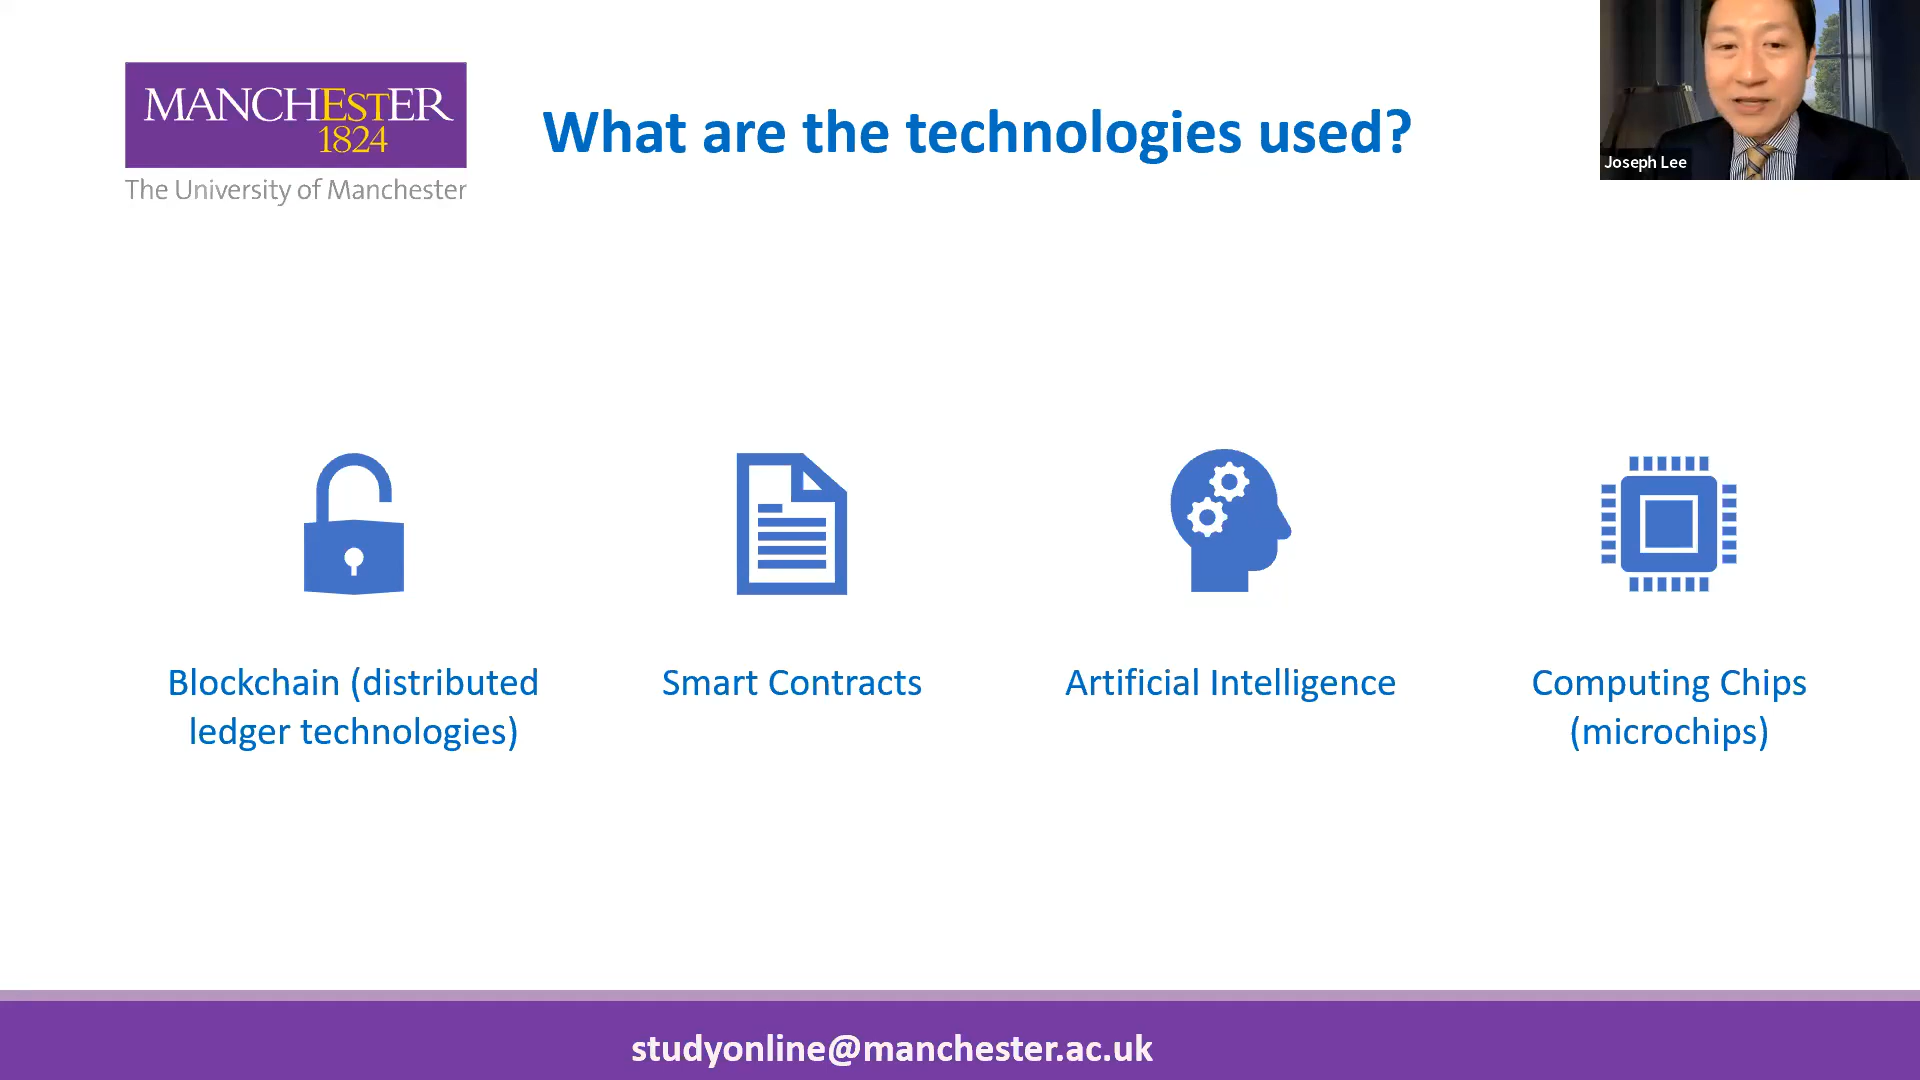 MANCHEstER
1824
The University of Manchester
What are the technologies used?
Joseph Lee
Blockchain (distributed
ledger technologies)
Smart Contracts
Artificial Intelligence
Computing Chips
(microchips)
studyonline@manchester.ac.uk